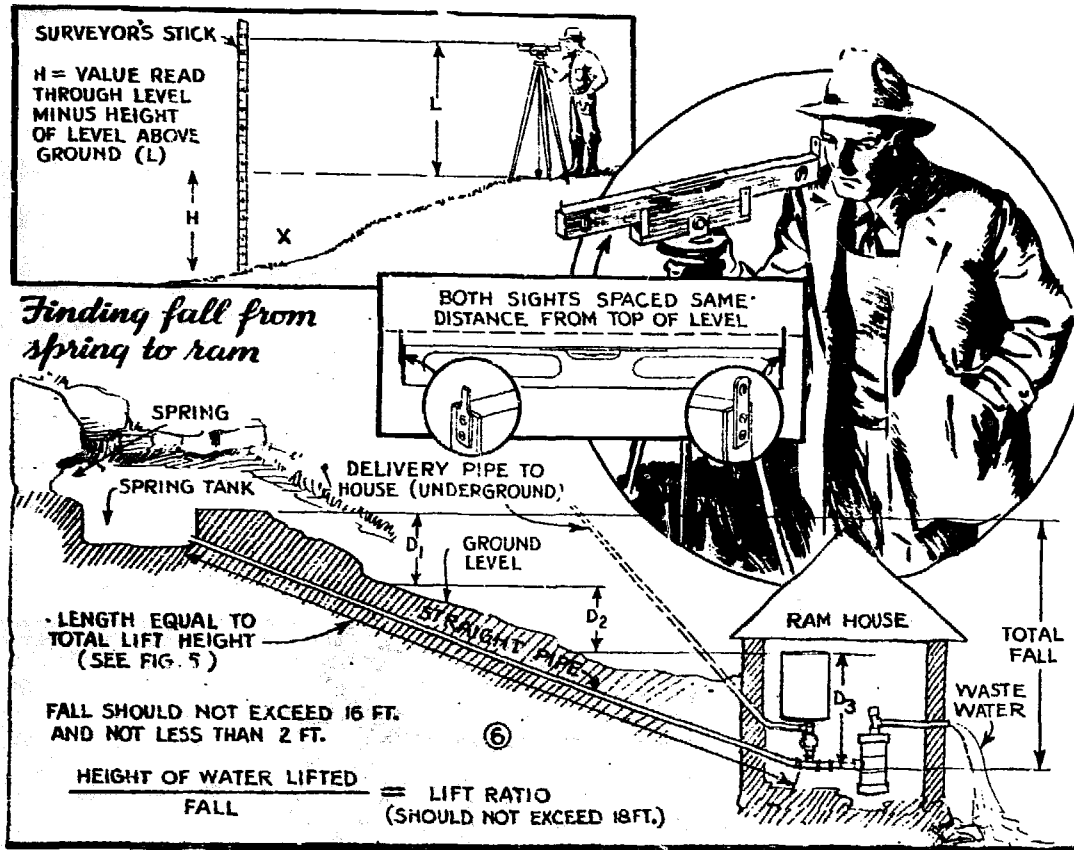 SURVEYOR'S STICK
H = VALUE READ
THROUGH LEVEL
MINUS HEIGHT
OF LEVEL ABOVE
GROUND (L)
L
H
X
Finding fall from
spring to ram
BOTH SIGHTS SPACED SAME
DISTANCE FROM TOP OF LEVEL
SPRING
SPRING TANK
DELIVERY PIPE TO
HOUSE (UNDERGROUND)
D1
GROUND
LEVEL
D2
STRAIGHT PIPE
LENGTH EQUAL TO
TOTAL LIFT HEIGHT
(SEE FIG. 5)
RAM HOUSE
D3
TOTAL
FALL
WASTE
WATER
FALL SHOULD NOT EXCEED 16 FT.
AND NOT LESS THAN 2 FT.
6
HEIGHT OF WATER LIFTED
FALL
= LIFT RATIO
(SHOULD NOT EXCEED 18FT.)